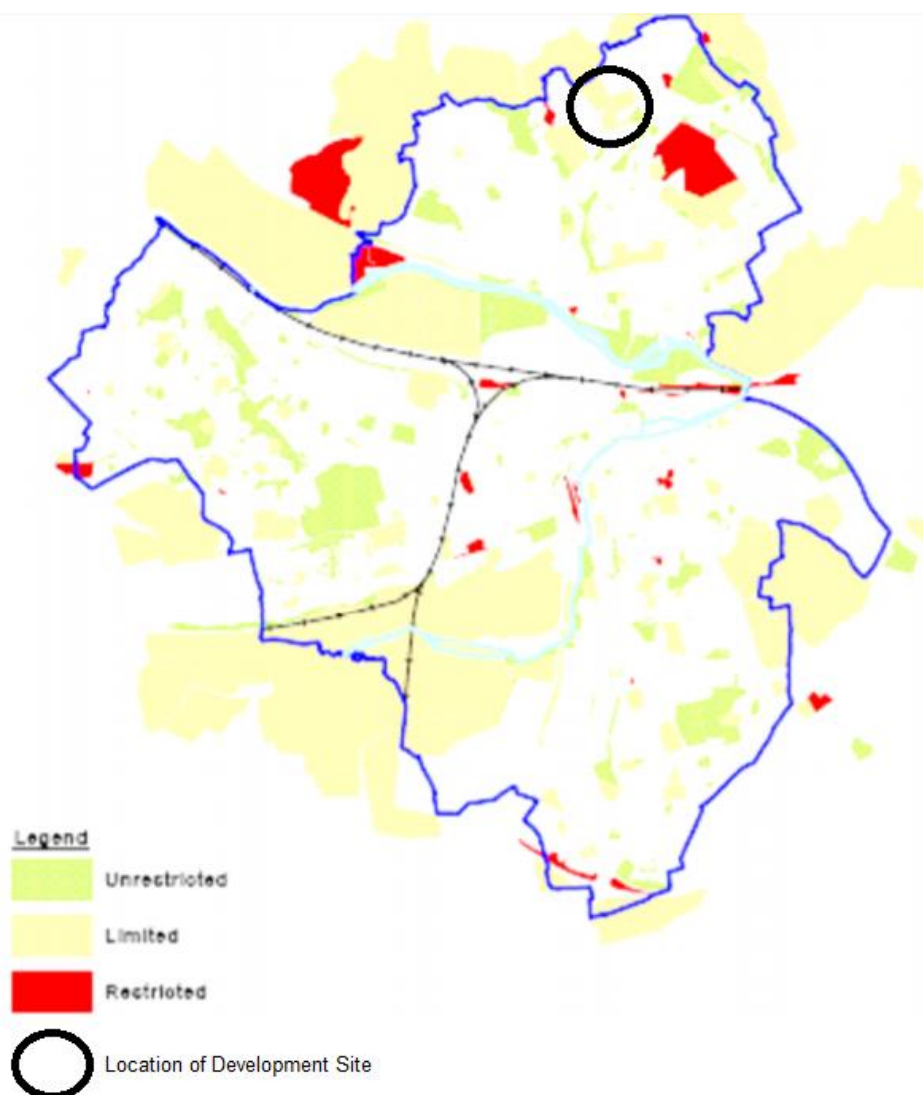 Legend
Unrestricted
Limited
Restricted
Location of Development Site